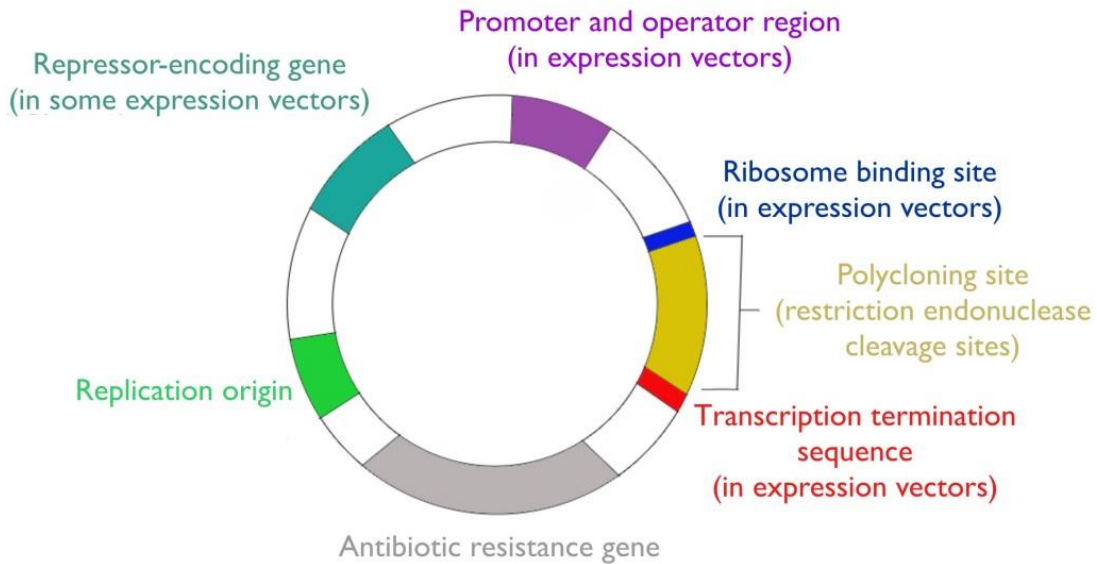 Promoter and operator region
(in expression vectors)
Repressor-encoding gene
(in some expression vectors)
Ribosome binding site
(in expression vectors)
Polycloning site
(restriction endonuclease
cleavage sites)
Replication origin
Transcription termination
sequence
(in expression vectors)
Antibiotic resistance gene